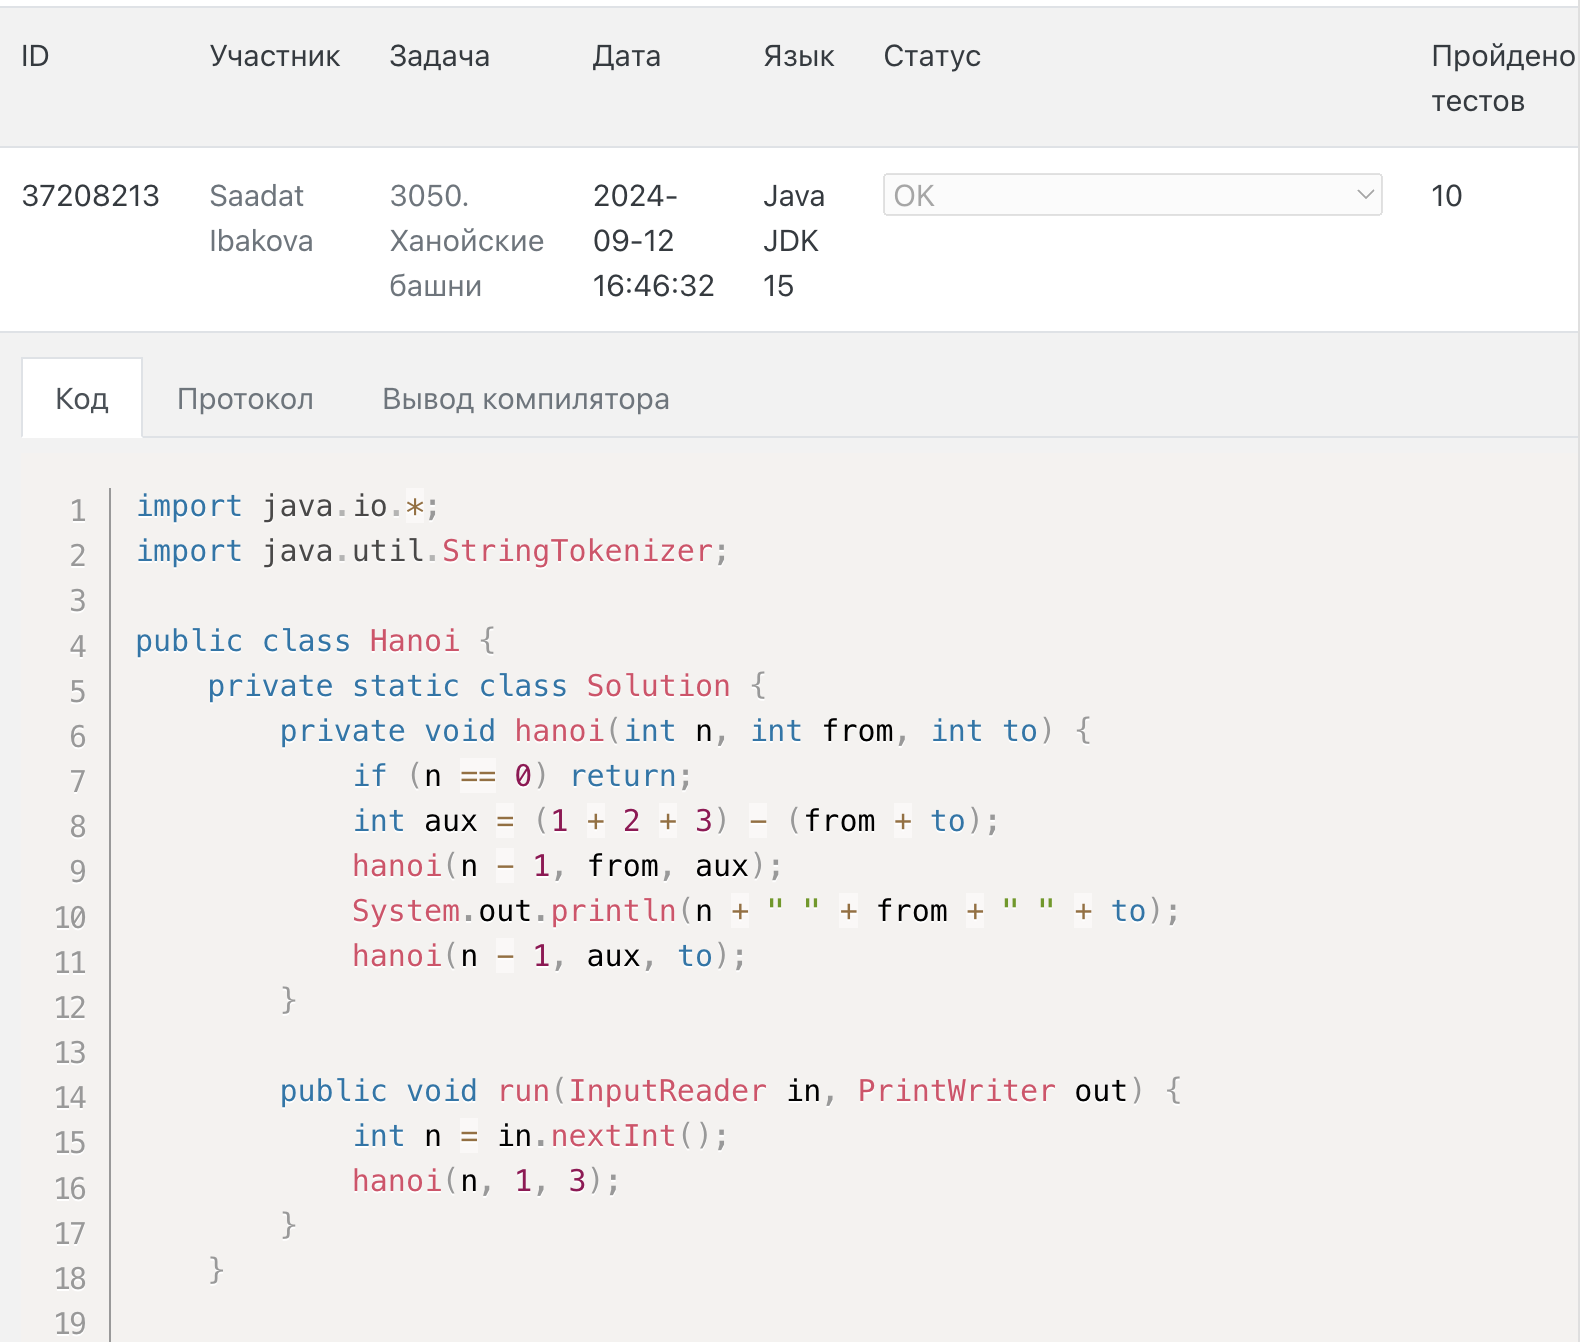 ID Участник Задача Дата Язык Статус Пройдено
тестов
37208213 Saadat 3050. 2024- Java OK 10
Ibakova Ханойские 09-12 JDK
башни 16:46:32 15
Код Протокол Вывод компилятора
1 import java.io.*;
2 import java.util.StringTokenizer;
3
4 public class Hanoi {
5 private static class Solution {
6 private void hanoi(int n, int from, int to) {
7 if (n == 0) return;
8 int aux = (1 + 2 + 3) - (from + to);
9 hanoi(n - 1, from, aux);
10 System.out.println(n + " " + from + " " + to);
11 hanoi(n - 1, aux, to);
12 }
13
14 public void run(InputReader in, PrintWriter out) {
15 int n = in.nextInt();
16 hanoi(n, 1, 3);
17 }
18 }
19